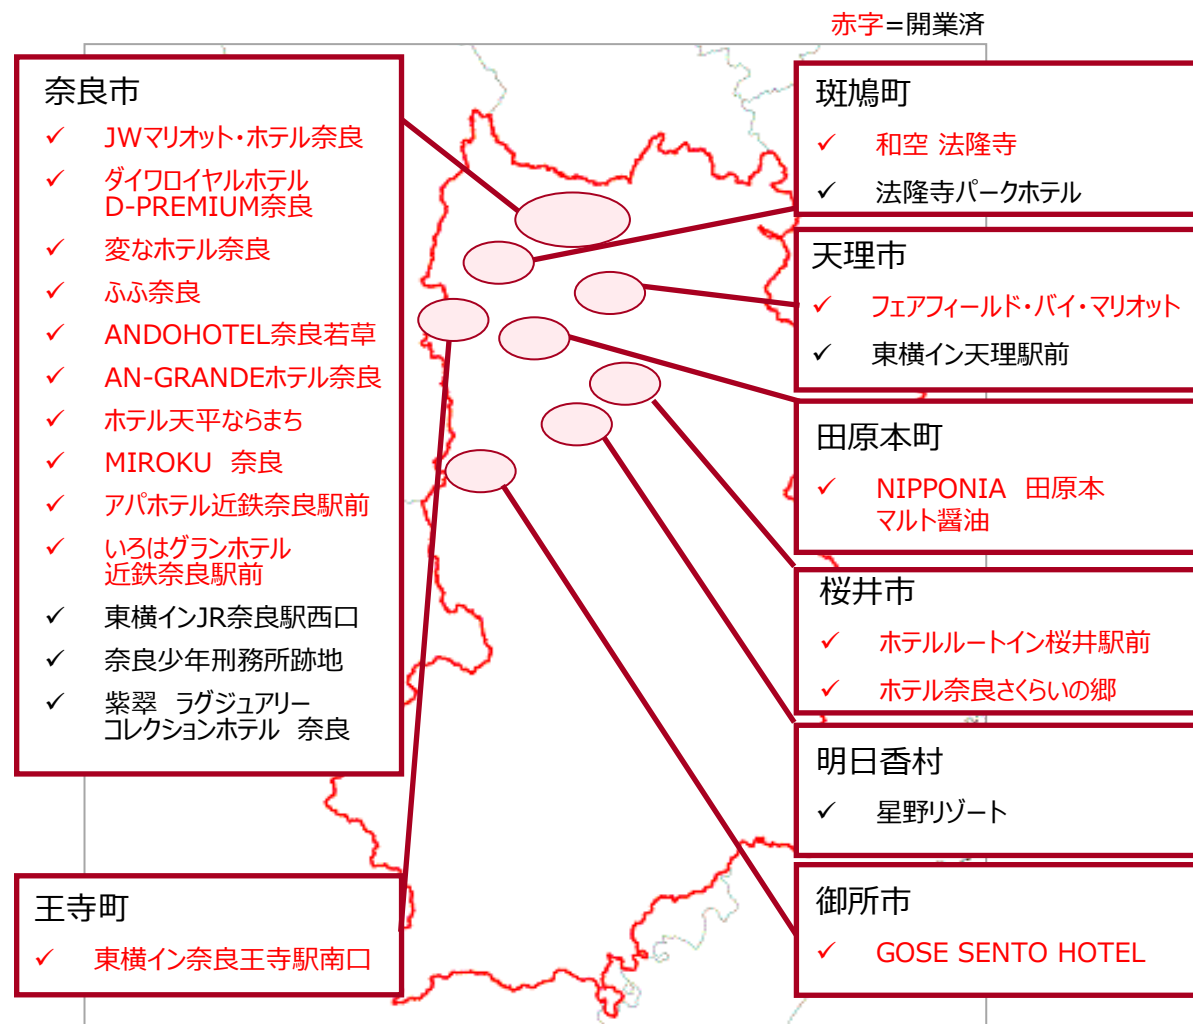 赤字=開業済
奈良市
✓ JWマリオット・ホテル奈良
✓ ダイワロイヤルホテル
D-PREMIUM奈良
✓ 変なホテル奈良
✓ ふふ奈良
✓ ANDOHOTEL奈良若草
✓ AN-GRANDEホテル奈良
✓ ホテル天平ならまち
✓ MIROKU 奈良
✓ アパホテル近鉄奈良駅前
✓ いろはグランホテル
近鉄奈良駅前
✓ 東横インJR奈良駅西口
✓ 奈良少年刑務所跡地
✓ 紫翠 ラグジュアリー
コレクションホテル 奈良
王寺町
✓ 東横イン奈良王寺駅南口
斑鳩町
✓ 和空 法隆寺
✓ 法隆寺パークホテル
天理市
✓ フェアフィールド・バイ・マリオット
✓ 東横イン天理駅前
田原本町
✓ NIPPONIA 田原本
マルト醤油
桜井市
✓ ホテルルートイン桜井駅前
✓ ホテル奈良さくらいの郷
明日香村
✓ 星野リゾート
御所市
✓ GOSE SENTO HOTEL